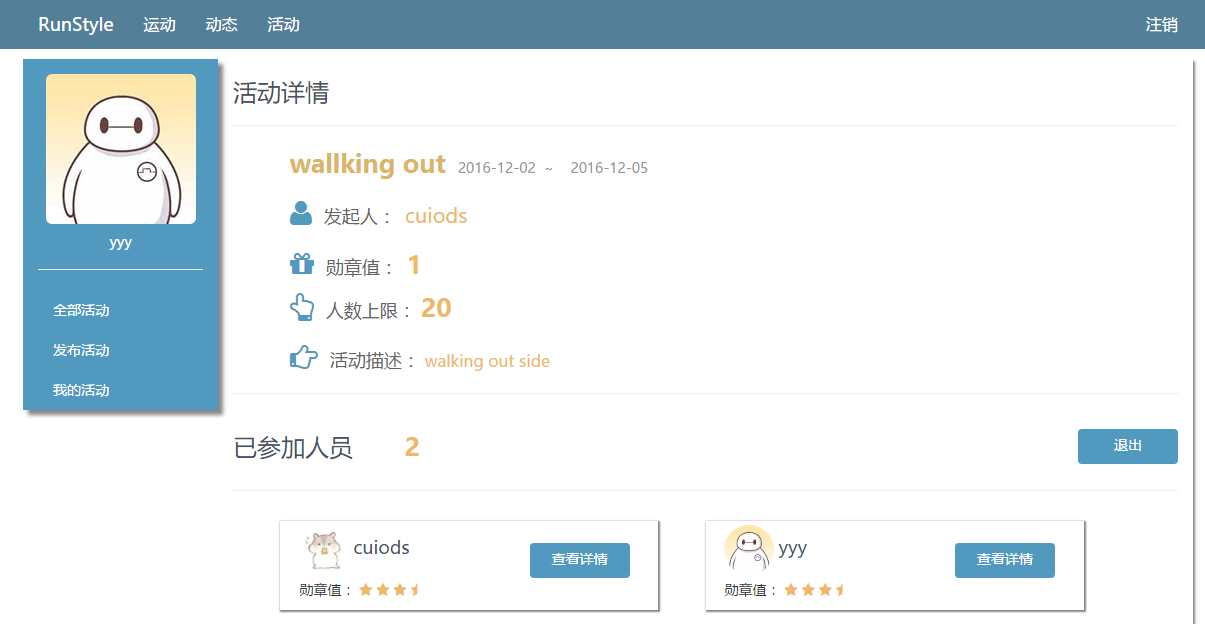 RunStyle 运动 动态 活动 注销
yyy
全部活动
发布活动
我的活动
活动详情
wallking out 2016-12-02 ~ 2016-12-05
发起人： cuiods
勋章值： 1
人数上限： 20
活动描述： walking out side
已参加人员 2 退出
cuiods 查看详情
勋章值：
yyy 查看详情
勋章值：